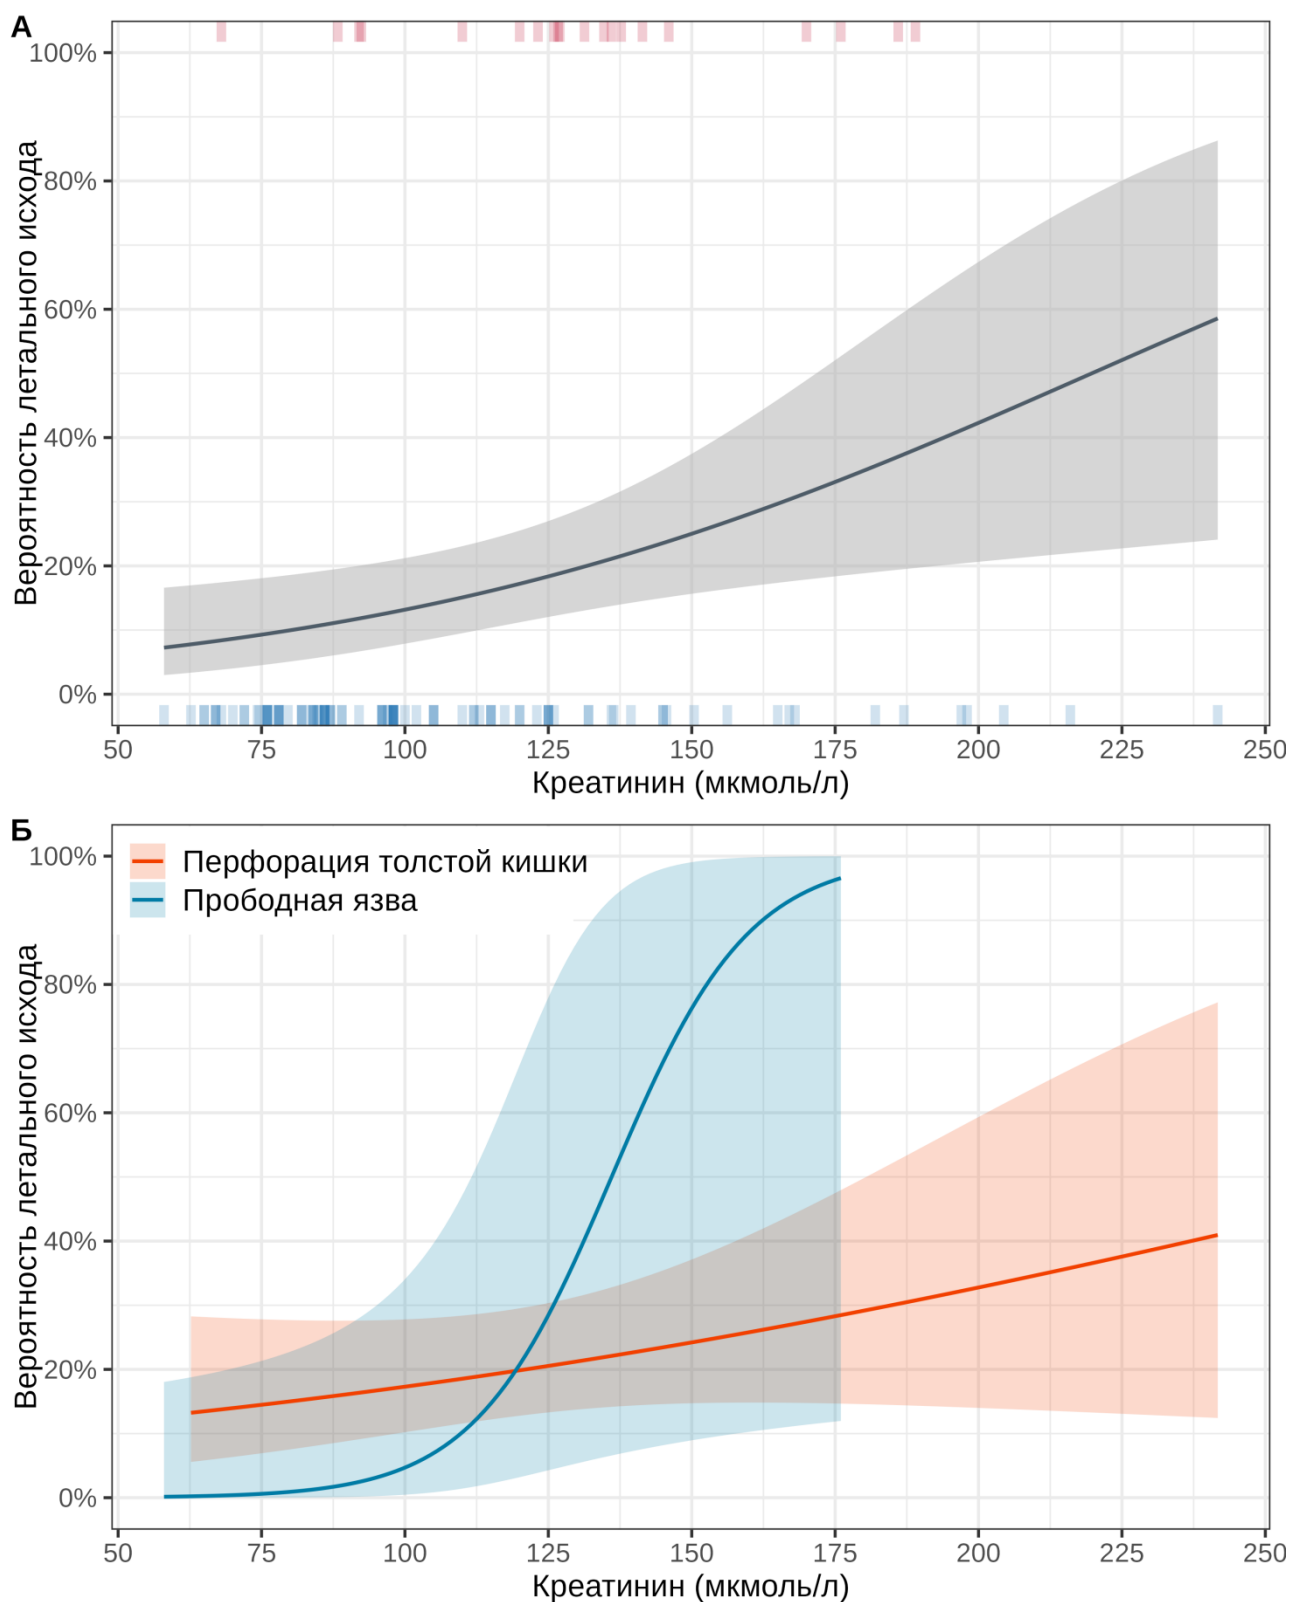 А
100%
80%
60%
40%
20%
0%
Вероятность летального исхода
50 75 100 125 150 175 200 225 250
Креатинин (мкмоль/л)
Б
Перфорация толстой кишки
Прободная язва
100%
80%
60%
40%
20%
0%
Вероятность летального исхода
50 75 100 125 150 175 200 225 250
Креатинин (мкмоль/л)